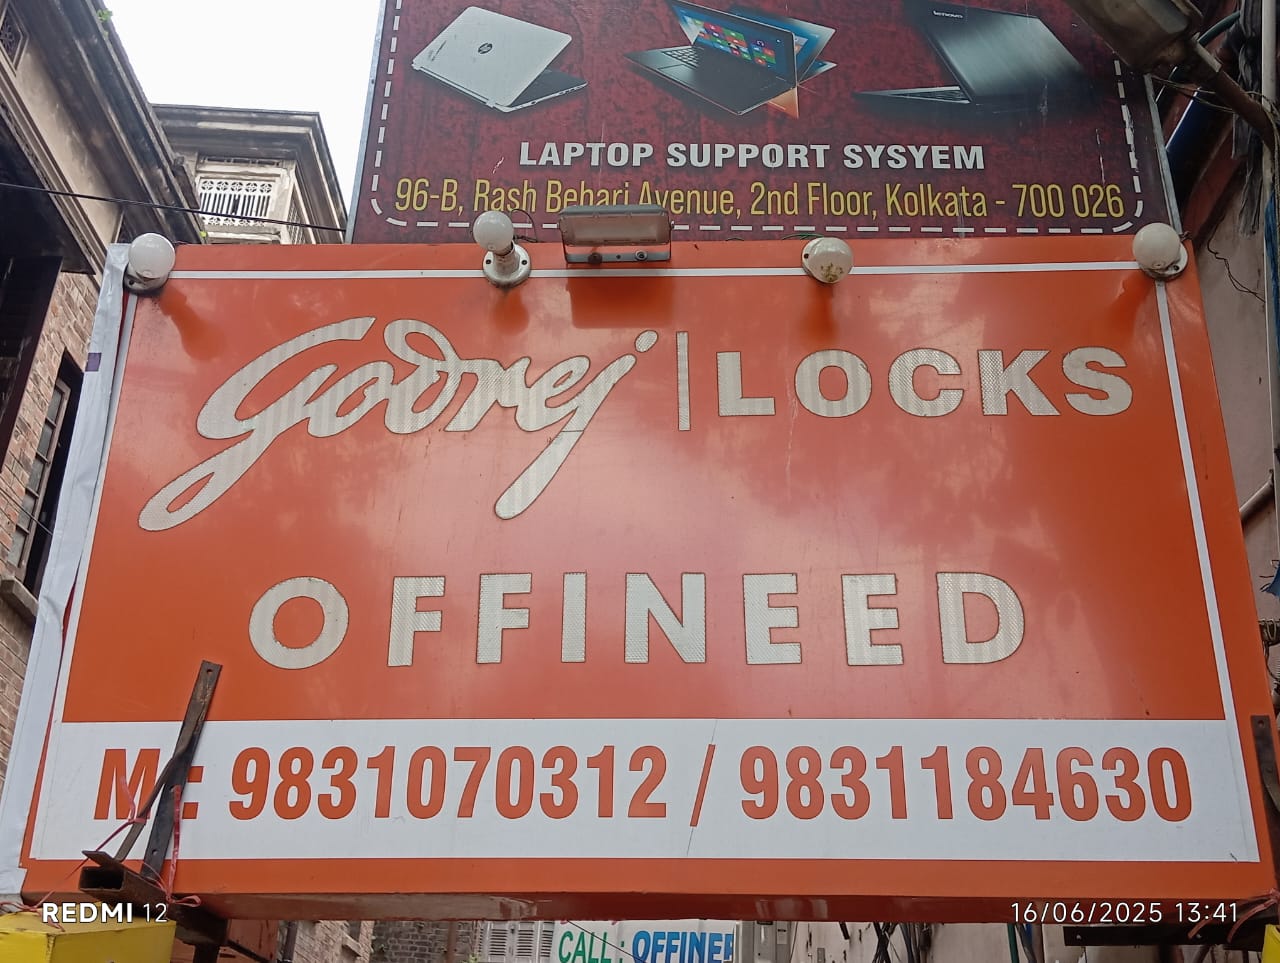 LAPTOP SUPPORT SYSYEM
96-B, Rash Behari Avenue, 2nd Floor, Kolkata - 700 026
Godrej | LOCKS
OFFINEED
M : 9831070312 / 9831184630
CALL : OFFINE
REDMI 12
16/06/2025 13:41